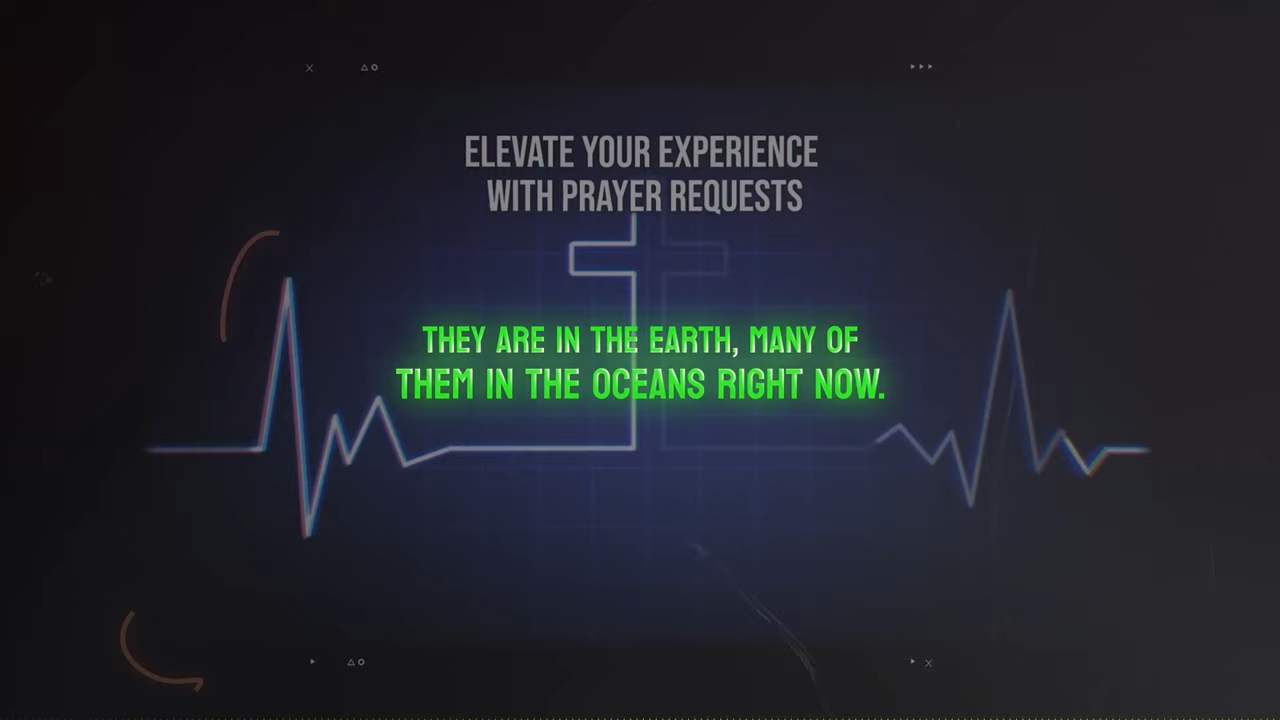 ELEVATE YOUR EXPERIENCE
WITH PRAYER REQUESTS
THEY ARE IN THE EARTH, MANY OF
THEM IN THE OCEANS RIGHT NOW.